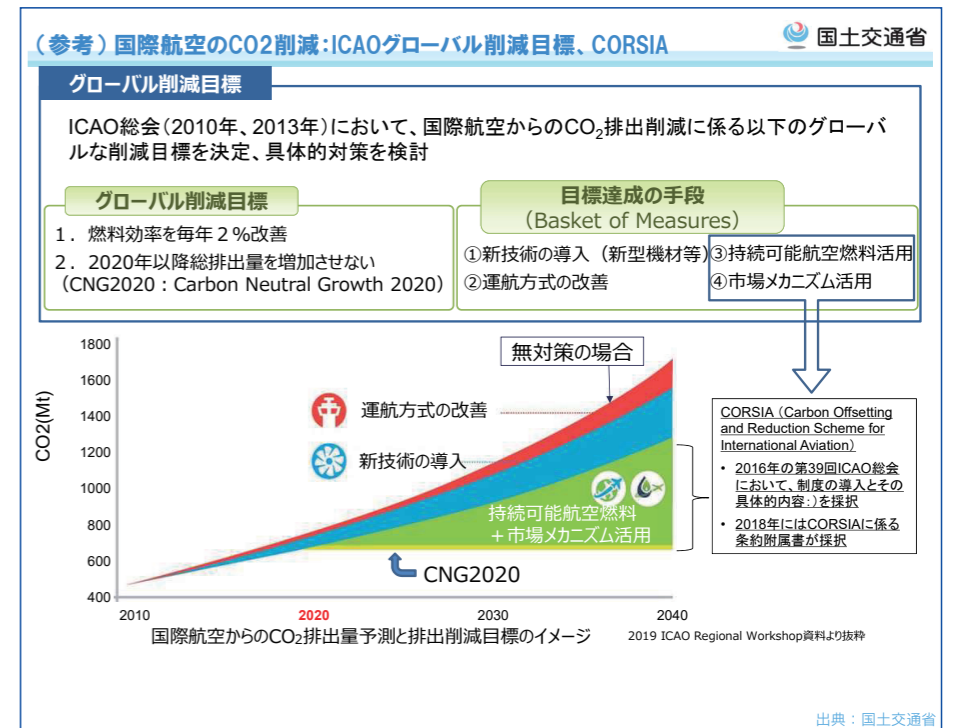 （参考）国際航空のCO2削減：ICAOグローバル削減目標、CORSIA
国土交通省
グローバル削減目標
ICAO総会（2010年、2013年）において、国際航空からのCO₂排出削減に係る以下のグローバ
ルな削減目標を決定、具体的対策を検討
グローバル削減目標
1．燃料効率を毎年２％改善
2．2020年以降総排出量を増加させない
（CNG2020：Carbon Neutral Growth 2020）
目標達成の手段
（Basket of Measures）
①新技術の導入（新型機材等）
③持続可能航空燃料活用
②運航方式の改善
④市場メカニズム活用
CO2(Mt)
1800
1600
1400
1200
1000
800
600
400
2010
2020
2030
2040
無対策の場合
運航方式の改善
新技術の導入
持続可能航空燃料
＋市場メカニズム活用
CNG2020
CORSIA（Carbon Offsetting
and Reduction Scheme for
International Aviation）
• 2016年の第39回ICAO総会
において、制度の導入とその
具体的内容：）を採択
• 2018年にはCORSIAに係る
条約附属書が採択
国際航空からのCO₂排出量予測と排出削減目標のイメージ
2019 ICAO Regional Workshop資料より抜粋
出典：国土交通省